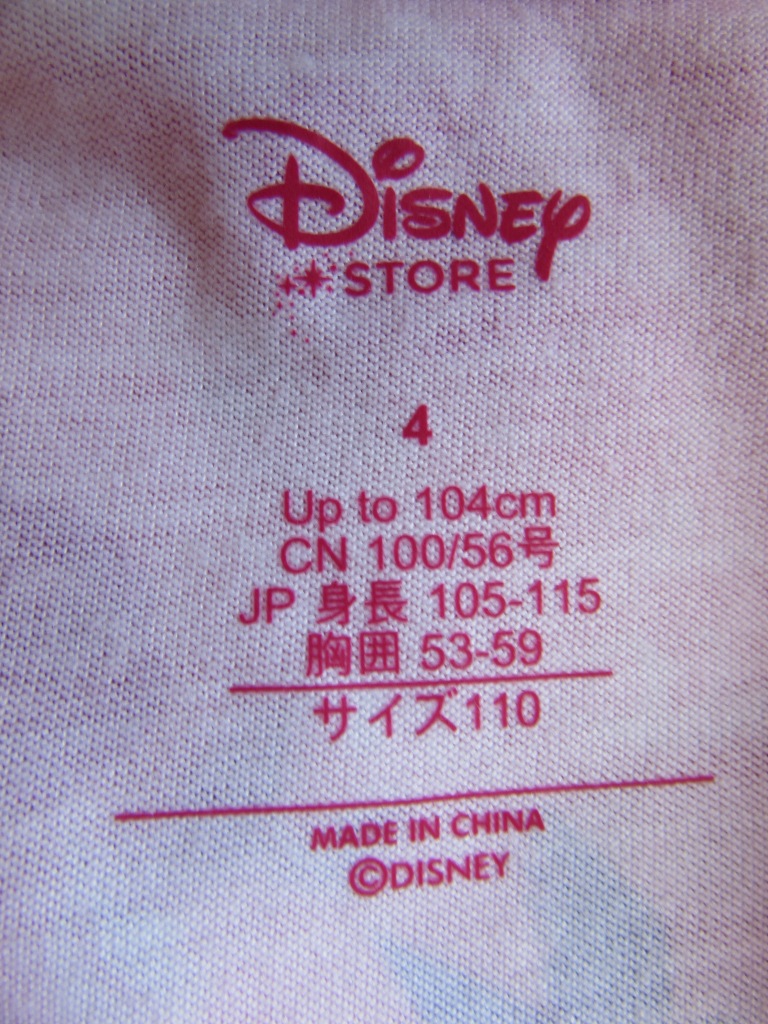 Disney
STORE
4
Up to 104cm
CN 100/56号
JP 身長 105-115
胸囲 53-59
サイズ110
MADE IN CHINA
©DISNEY